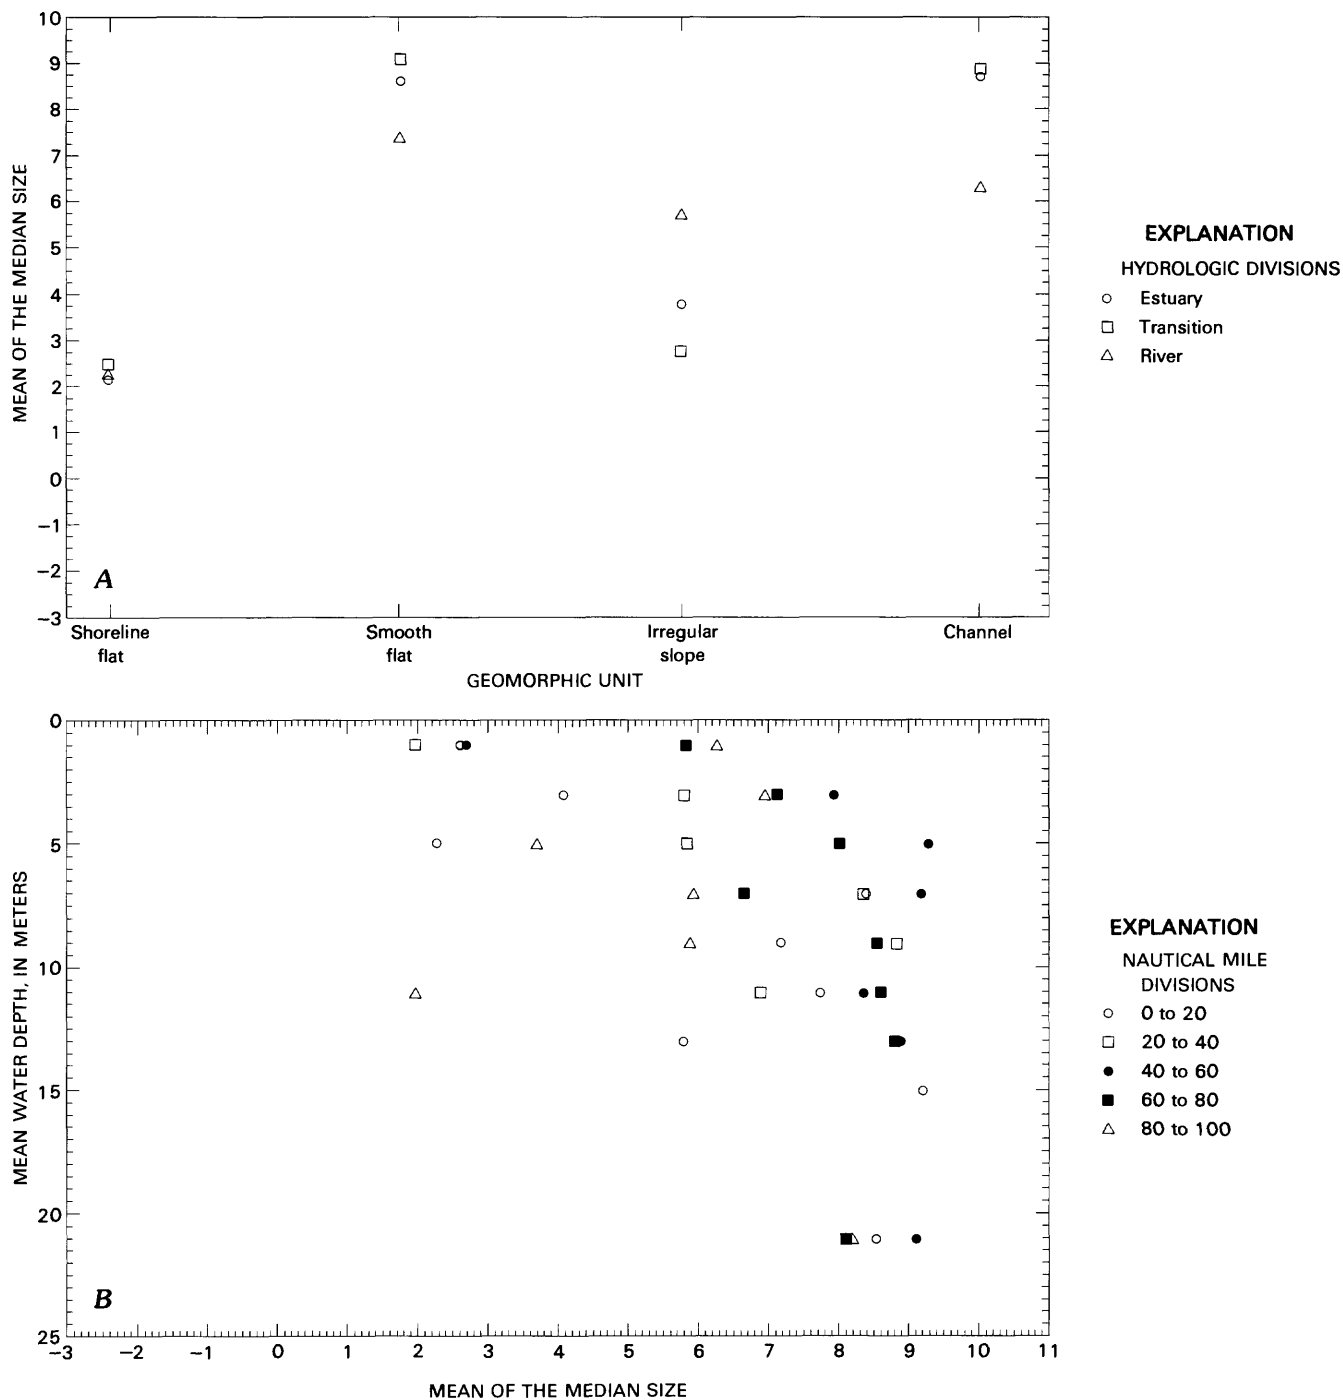 10
9
8
7
6
5
4
3
2
1
0
−1
−2
−3
MEAN OF THE MEDIAN SIZE
A
Shoreline
flat
Smooth
flat
Irregular
slope
Channel
GEOMORPHIC UNIT
EXPLANATION
HYDROLOGIC DIVISIONS
Estuary
Transition
River
0
5
10
15
20
25
MEAN WATER DEPTH, IN METERS
B
−3 −2 −1 0 1 2 3 4 5 6 7 8 9 10 11
MEAN OF THE MEDIAN SIZE
EXPLANATION
NAUTICAL MILE
DIVISIONS
0 to 20
20 to 40
40 to 60
60 to 80
80 to 100